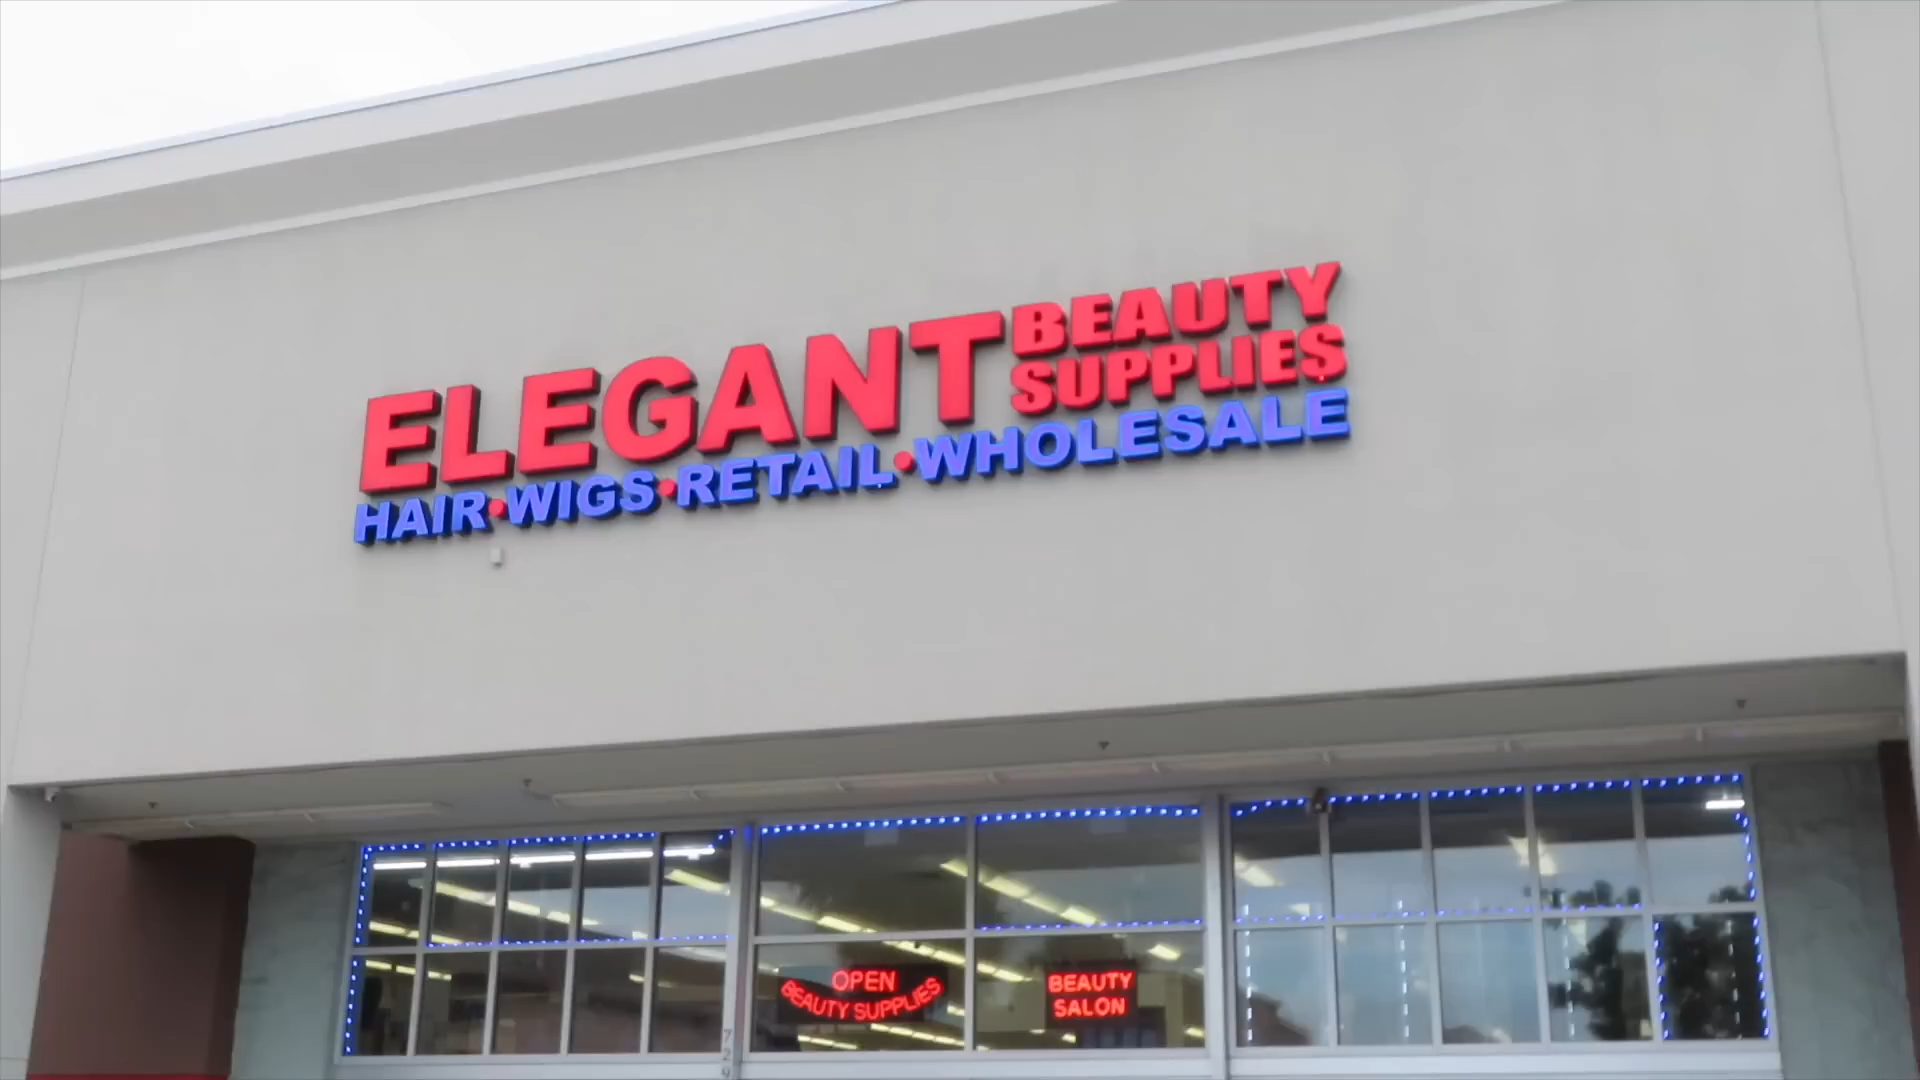 ELEGANT BEAUTY SUPPLIES
HAIR•WIGS•RETAIL•WHOLESALE
OPEN
BEAUTY SUPPLIES
BEAUTY
SALON